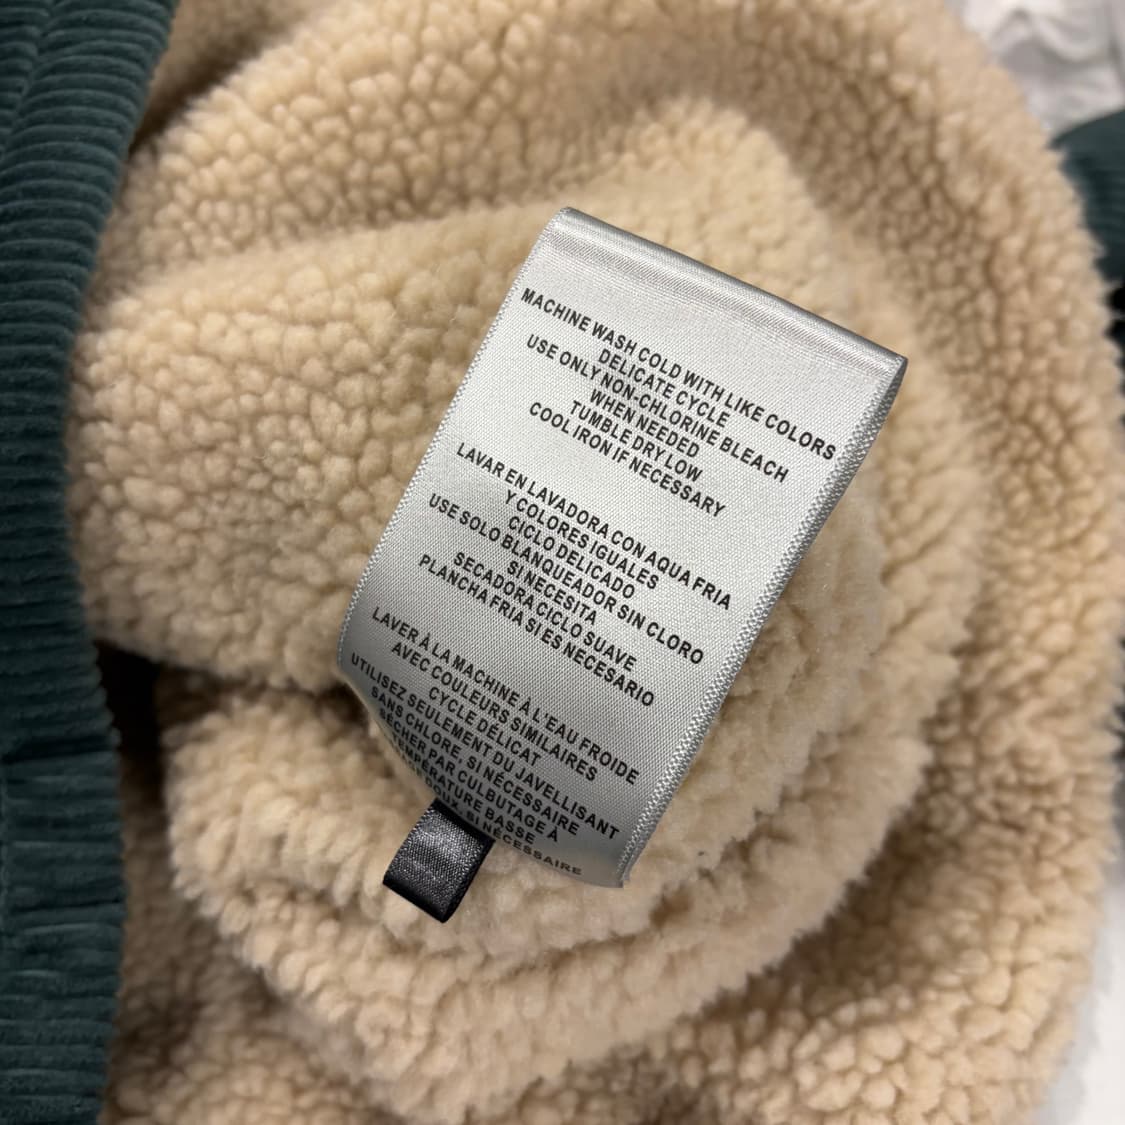 MACHINE WASH COLD WITH LIKE COLORS
DELICATE CYCLE
USE ONLY NON-CHLORINE BLEACH
WHEN NEEDED
TUMBLE DRY LOW
COOL IRON IF NECESSARY
LAVAR EN LAVADORA CON AQUA FRIA
Y COLORES IGUALES
CICLO DELICADO
USE SOLO BLANQUEADOR SIN CLORO
SI NECESITA
SECADORA CICLO SUAVE
PLANCHA FRIA SI ES NECESARIO
LAVER À LA MACHINE À L'EAU FROIDE
AVEC COULEURS SIMILAIRES
CYCLE DÉLICAT
UTILISEZ SEULEMENT DU JAVELLISANT
SANS CHLORE, SI NÉCESSAIRE
SÉCHER PAR CULBUTAGE À
TEMPÉRATURE BASSE
DOUX, SI NÉCESSAIRE